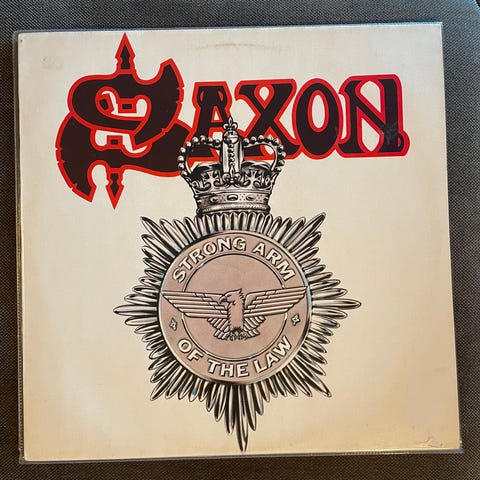 SAXON
STRONG ARM
OF THE LAW